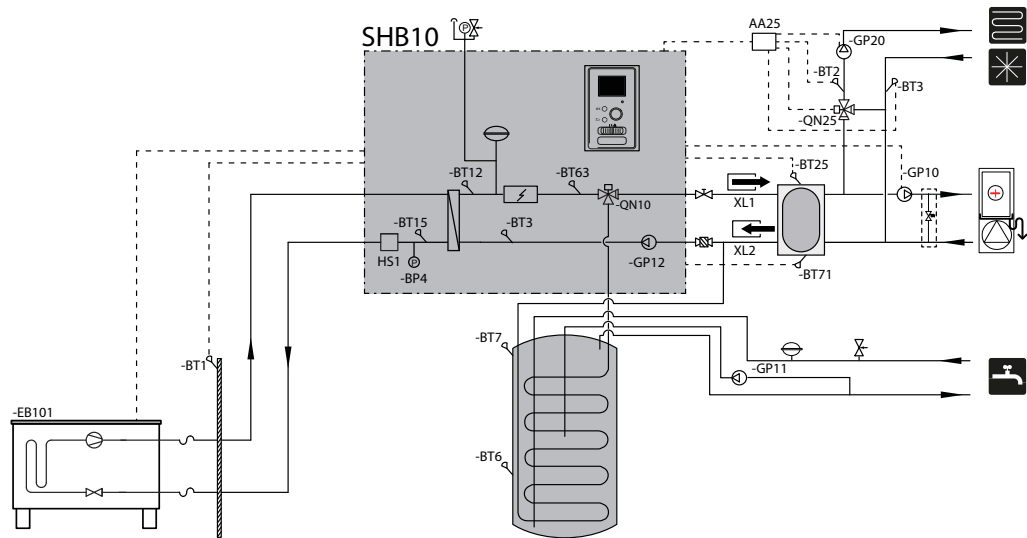 SHB10
AA25
-GP20
-BT2
-BT3
-QN25
-BT25
-GP10
-BT12
-BT63
-QN10
XL1
-BT15
-BT3
HS1
-BP4
P
P
-GP12
XL2
-BT71
-BT1
-BT7
-GP11
-EB101
-BT6